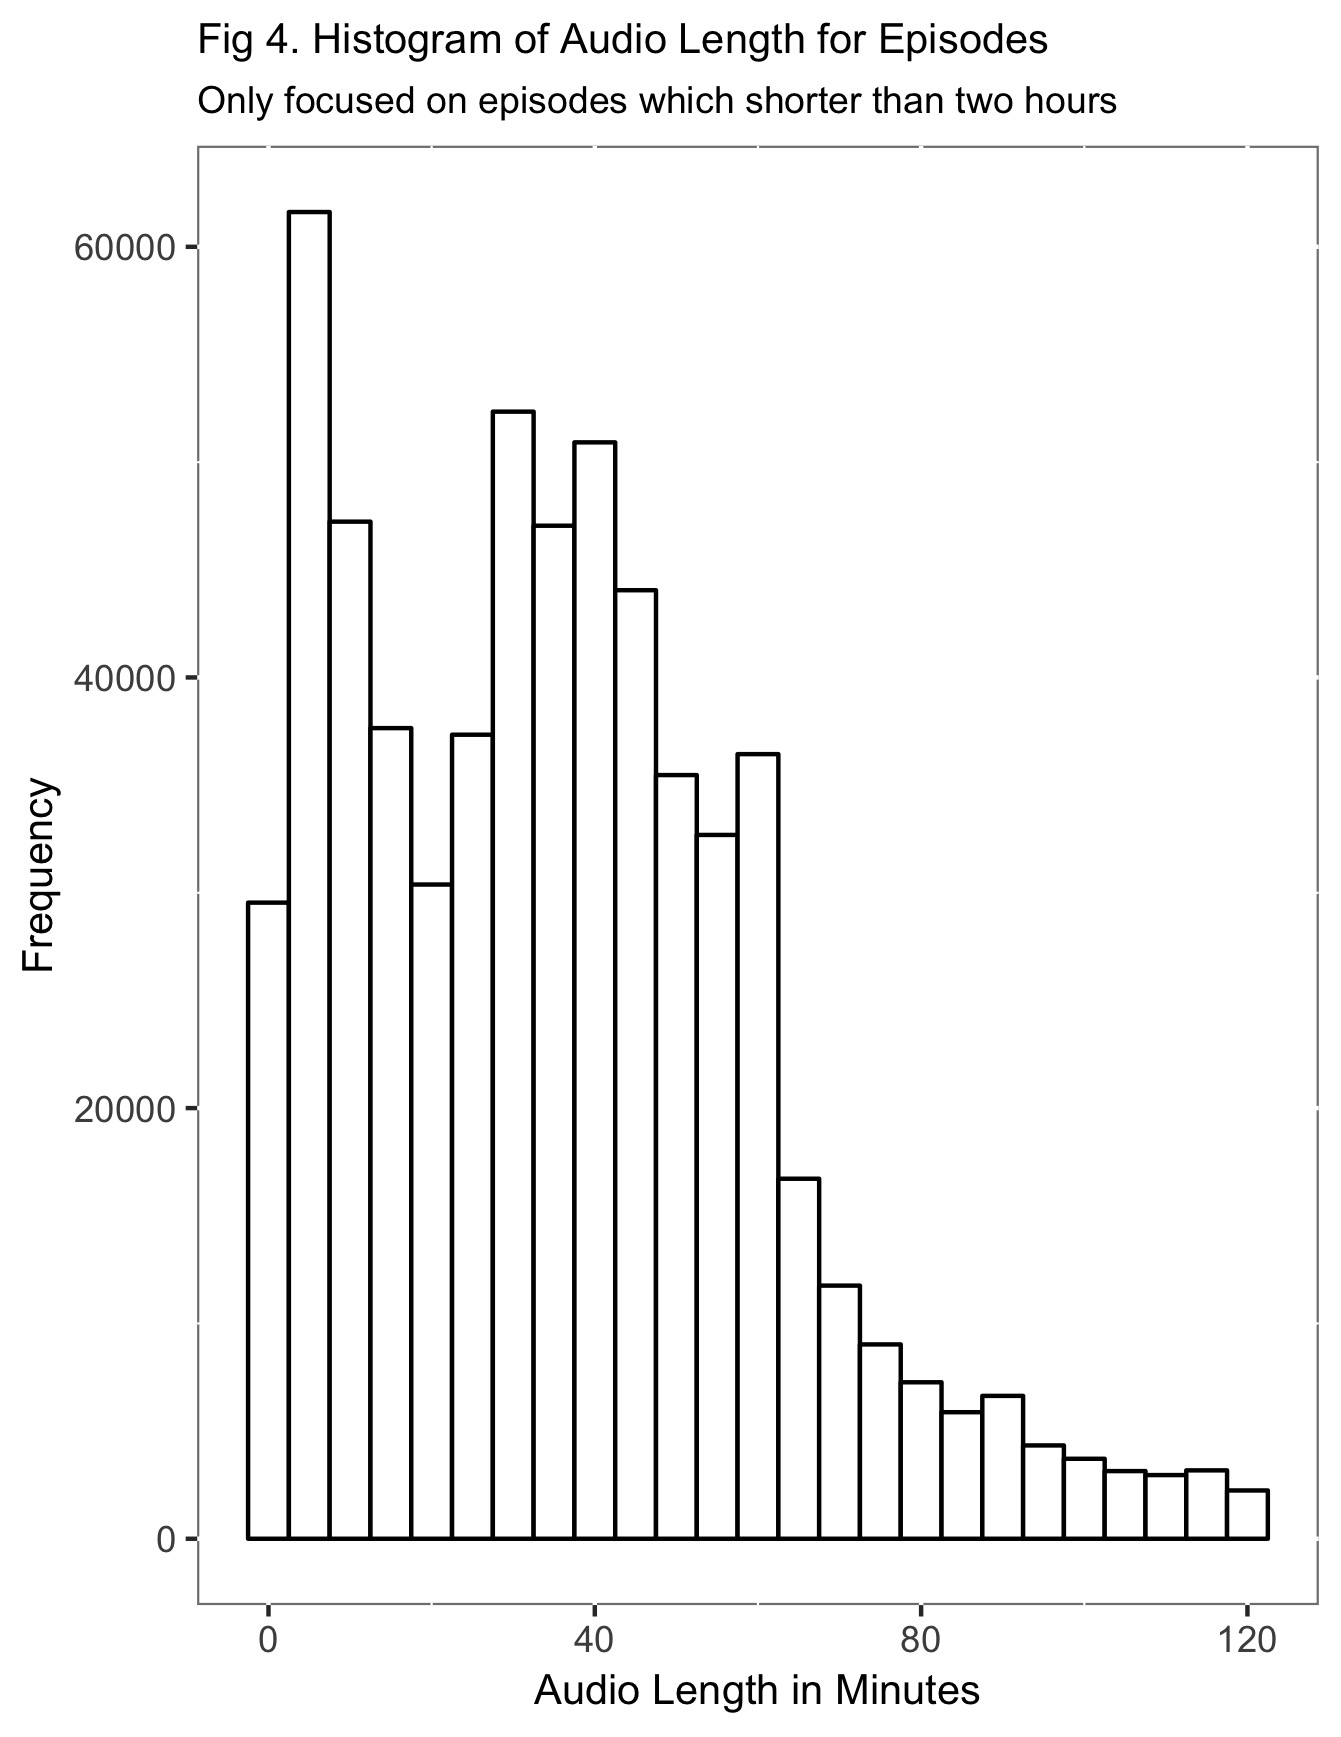 Fig 4. Histogram of Audio Length for Episodes
Only focused on episodes which shorter than two hours
60000
40000
20000
0
Frequency
0 40 80 120
Audio Length in Minutes